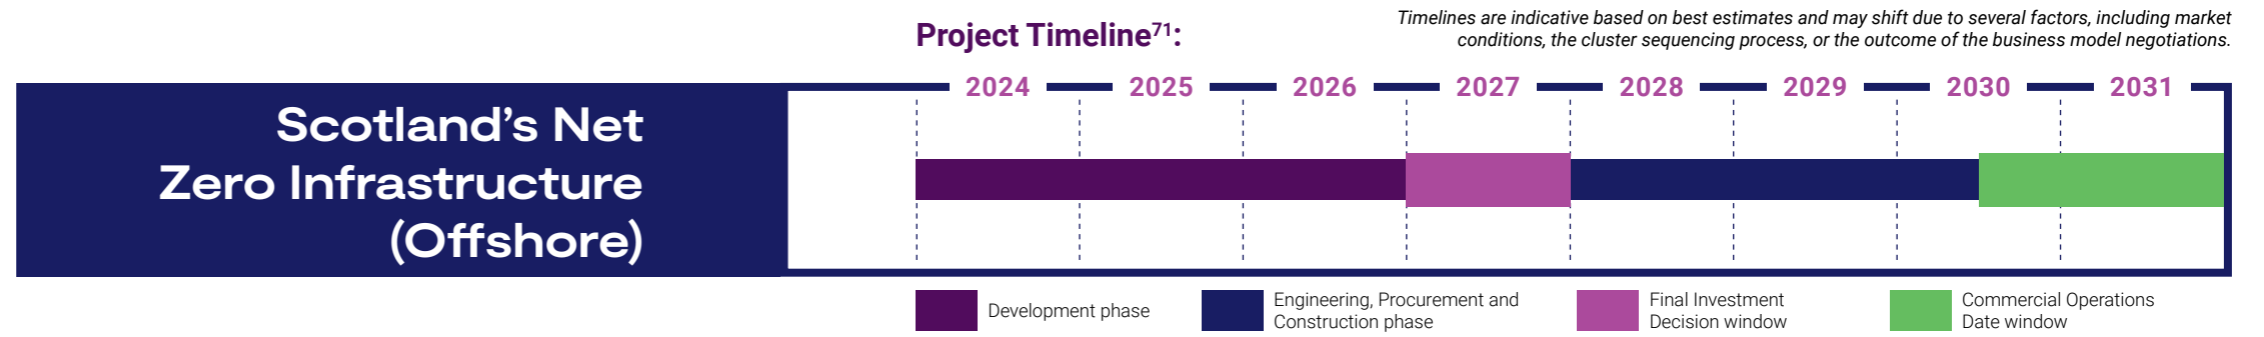 Project Timeline71:
Timelines are indicative based on best estimates and may shift due to several factors, including market
conditions, the cluster sequencing process, or the outcome of the business model negotiations.
2024 2025 2026 2027 2028 2029 2030 2031
Scotland’s Net
Zero Infrastructure
(Offshore)
Development phase
Engineering, Procurement and
Construction phase
Final Investment
Decision window
Commercial Operations
Date window